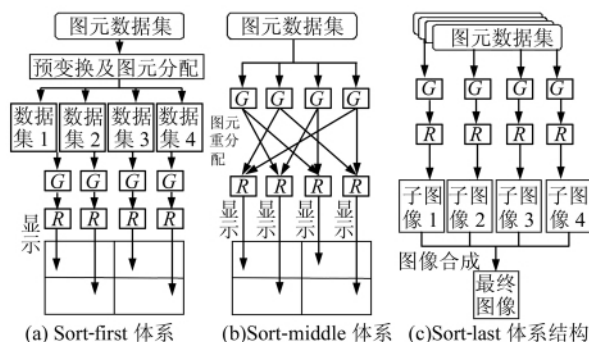 图元数据集
预变换及图元分配
数据集 1
数据集 2
数据集 3
数据集 4
G G G G
R R R R
显示
(a) Sort-first 体系
图元数据集
G G G G
图元重分配
R R R R
显示 显示 显示 显示
(b)Sort-middle 体系
图元数据集
G G G G
R R R R
子图像 1
子图像 2
子图像 3
子图像 4
图像合成
最终图像
(c)Sort-last 体系结构